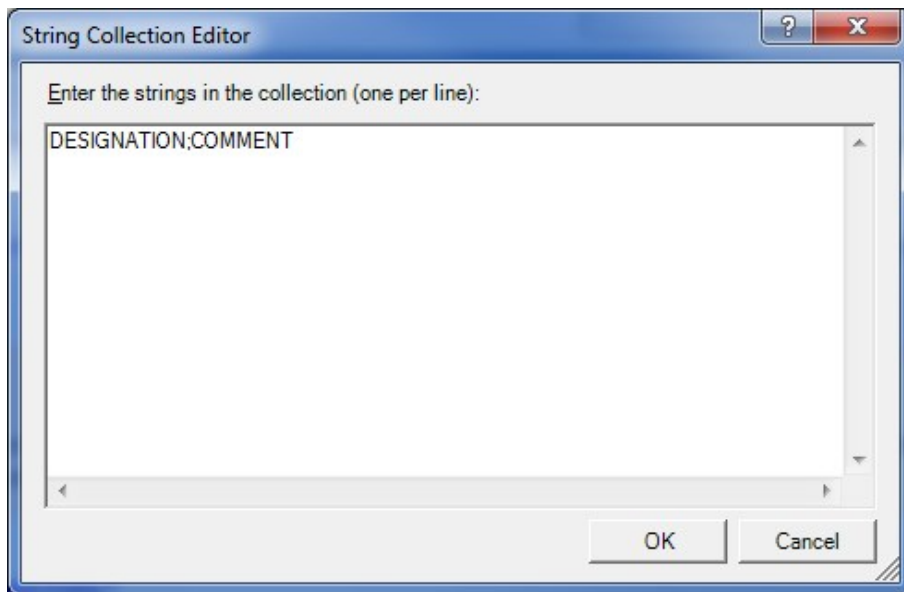 String Collection Editor
?
X
Enter the strings in the collection (one per line):
DESIGNATION;COMMENT
OK
Cancel